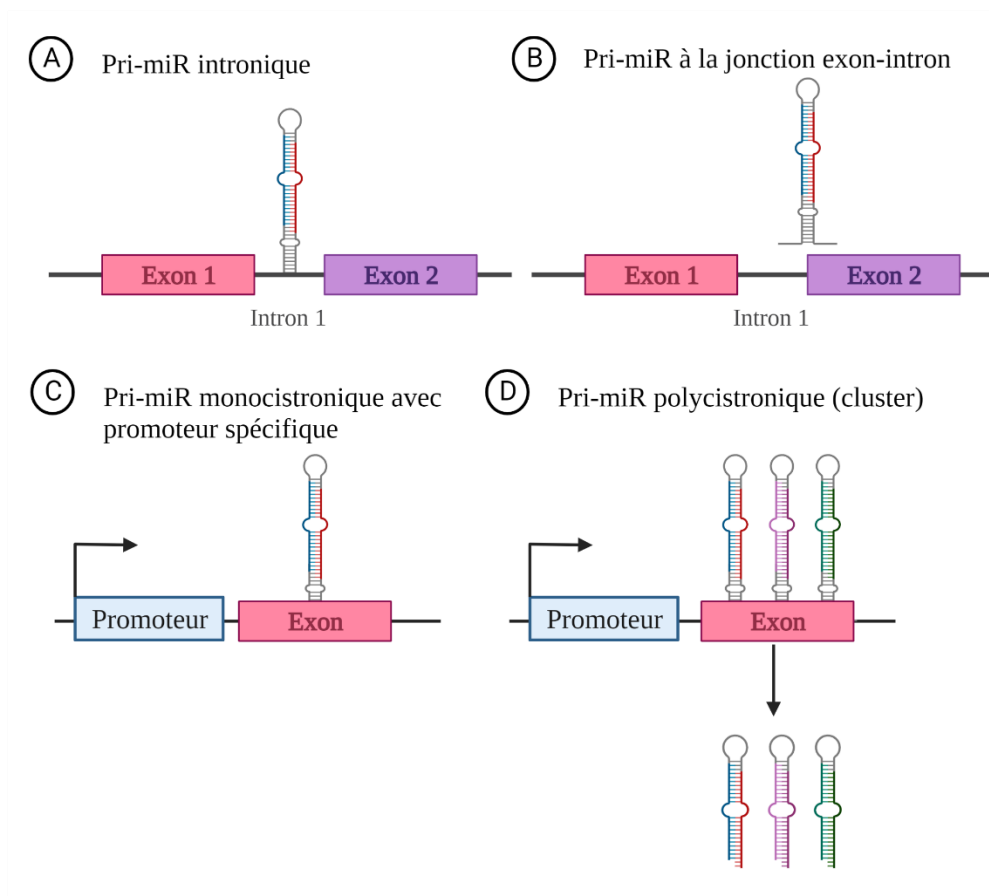 A
Pri-miR intronique
Exon 1
Exon 2
Intron 1
B
Pri-miR à la jonction exon-intron
Exon 1
Exon 2
Intron 1
C
Pri-miR monocistronique avec
promoteur spécifique
Promoteur
Exon
D
Pri-miR polycistronique (cluster)
Promoteur
Exon